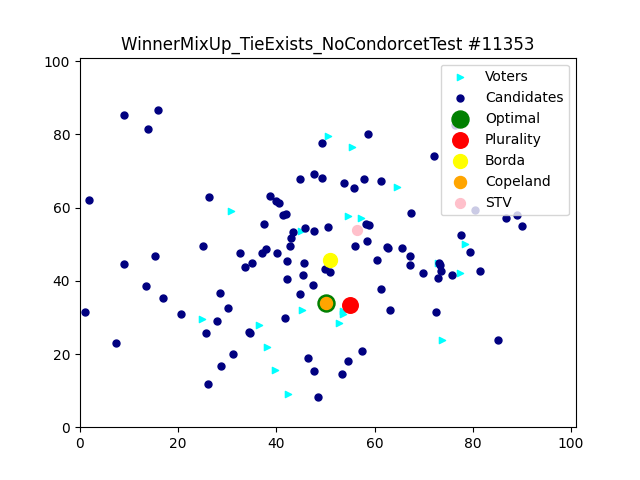 WinnerMixUp_TieExists_NoCondorcetTest #11353
100
80
60
40
20
0
0
20
40
60
80
100
Voters
Candidates
Optimal
Plurality
Borda
Copeland
STV